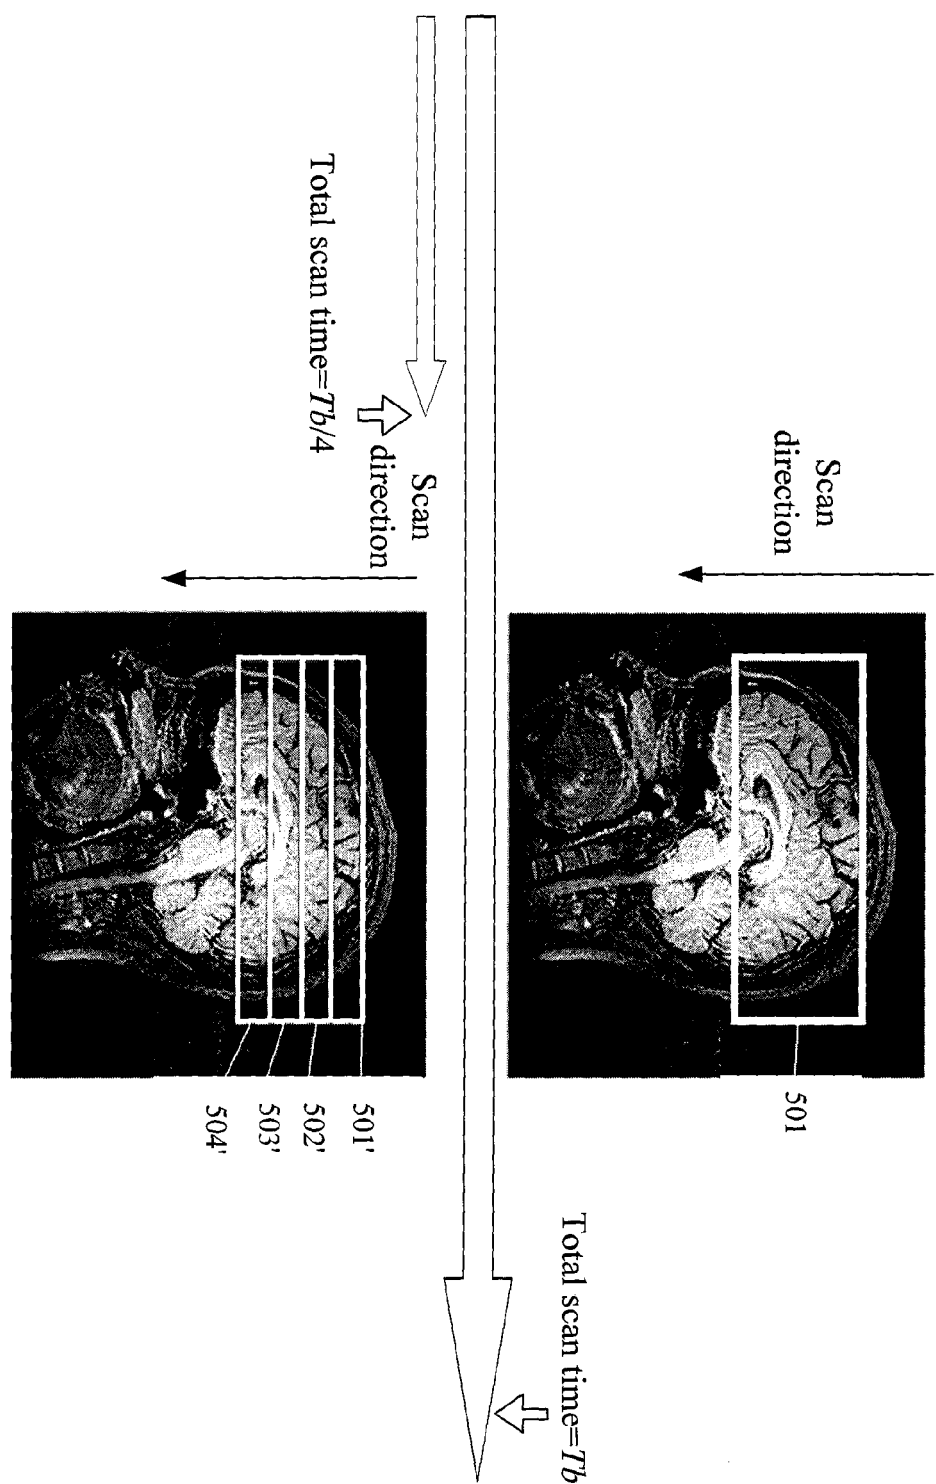 Scan
direction
501
Total scan time=Tb
Scan
direction
501'
502'
503'
504'
Total scan time=Tb/4